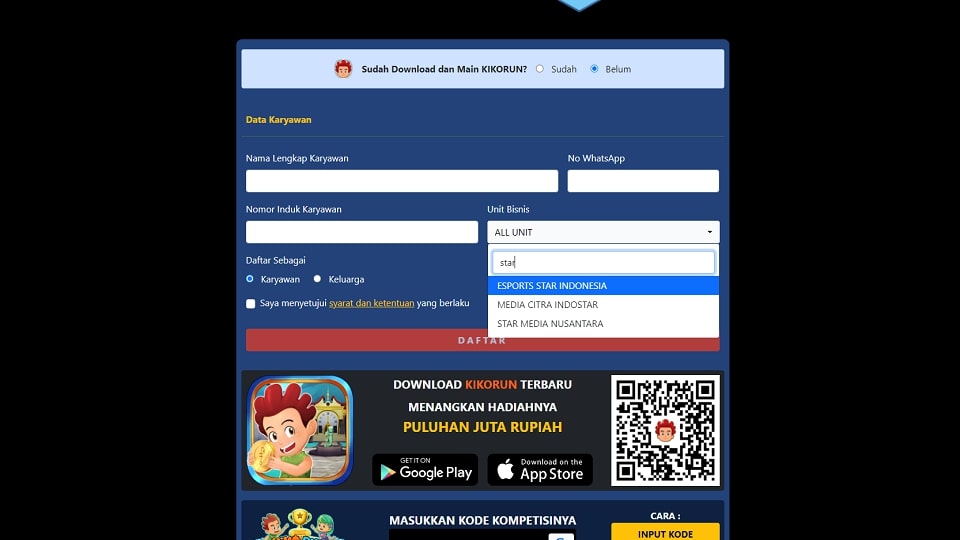 Sudah Download dan Main KIKORUN? Sudah Belum
Data Karyawan
Nama Lengkap Karyawan No WhatsApp
Nomor Induk Karyawan Unit Bisnis
ALL UNIT
Daftar Sebagai
star
Karyawan Keluarga
ESPORTS STAR INDONESIA
Saya menyetujui syarat dan ketentuan yang berlaku
MEDIA CITRA INDOSTAR
STAR MEDIA NUSANTARA
DAFTAR
DOWNLOAD KIKORUN TERBARU
MENANGKAN HADIAHNYA
PULUHAN JUTA RUPIAH
GET IT ON
Google Play
Download on the
App Store
MASUKKAN KODE KOMPETISINYA
CARA :
INPUT KODE